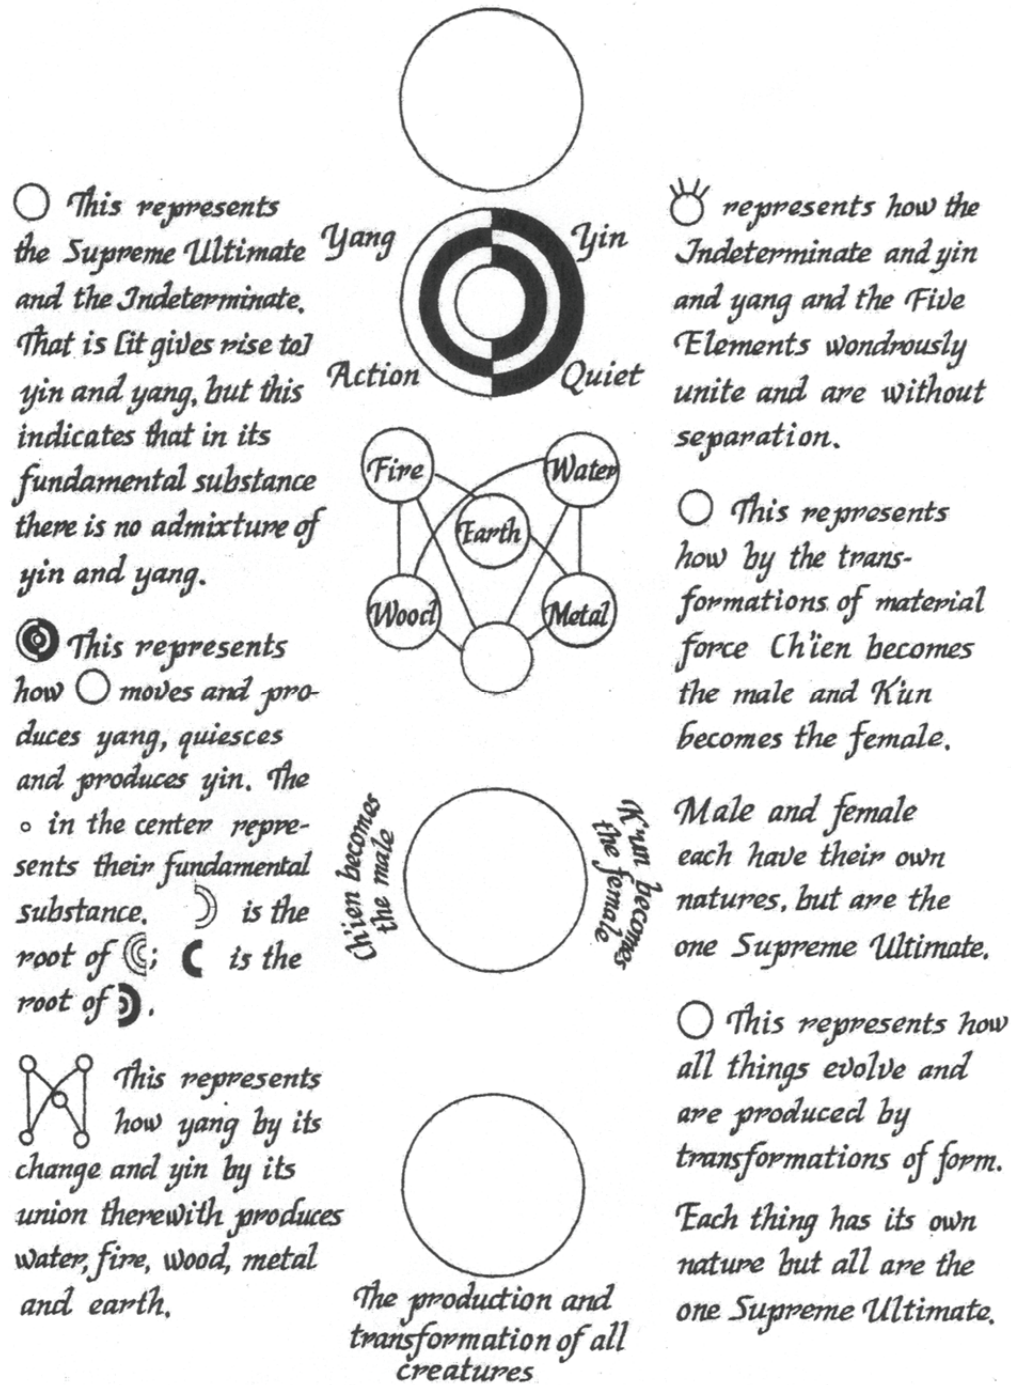 This represents
the Supreme Ultimate
and the Indeterminate.
That is [it gives rise to]
yin and yang, but this
indicates that in its
fundamental substance
there is no admixture of
yin and yang.
This represents
how moves and pro-
duces yang, quiesces
and produces yin. The
in the center repre-
sents their fundamental
substance. is the
root of ; is the
root of .
This represents
how yang by its
change and yin by its
union therewith produces
water, fire, wood, metal
and earth.
Yang
Yin
Action
Quiet
Fire
Water
Earth
Wood
Metal
Ch'ien becomes
the male
K'un becomes
the female
The production and
transformation of all
creatures
represents how the
Indeterminate and yin
and yang and the Five
Elements wondrously
unite and are without
separation.
This represents
how by the trans-
formations of material
force Ch'ien becomes
the male and K'un
becomes the female.
Male and female
each have their own
natures, but are the
one Supreme Ultimate.
This represents how
all things evolve and
are produced by
transformations of form.
Each thing has its own
nature but all are the
one Supreme Ultimate.